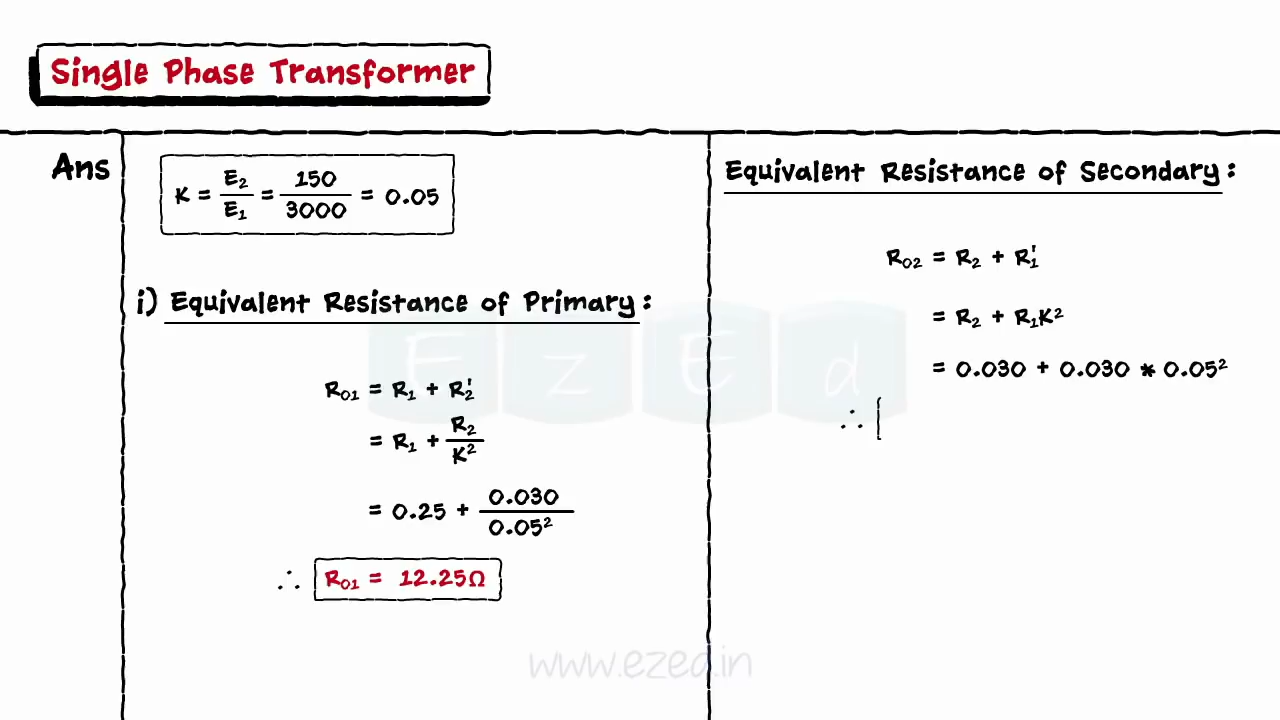 Single Phase Transformer
Ans
K = E₂/E₁ = 150/3000 = 0.05
i) Equivalent Resistance of Primary:
R₀₁ = R₁ + R₂'
= R₁ + R₂/K²
= 0.25 + 0.030/0.05²
∴ R₀₁ = 12.25Ω
Equivalent Resistance of Secondary:
R₀₂ = R₂ + R₁'
= R₂ + R₁K²
= 0.030 + 0.030 * 0.05²
∴
EzEd
www.ezed.in